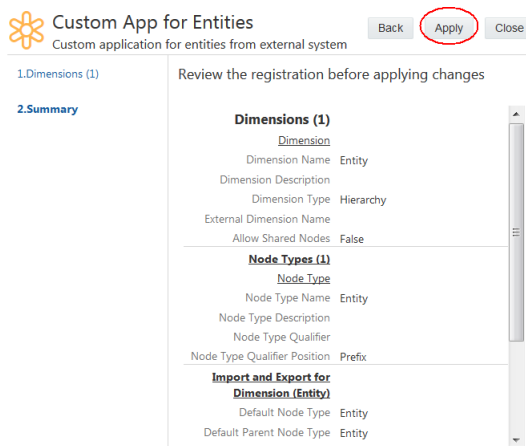 Custom App for Entities
Custom application for entities from external system
Back Apply Close
1.Dimensions (1)
2.Summary
Review the registration before applying changes
Dimensions (1)
Dimension
Dimension Name Entity
Dimension Description
Dimension Type Hierarchy
External Dimension Name
Allow Shared Nodes False
Node Types (1)
Node Type
Node Type Name Entity
Node Type Description
Node Type Qualifier
Node Type Qualifier Position Prefix
Import and Export for
Dimension (Entity)
Default Node Type Entity
Default Parent Node Type Entity